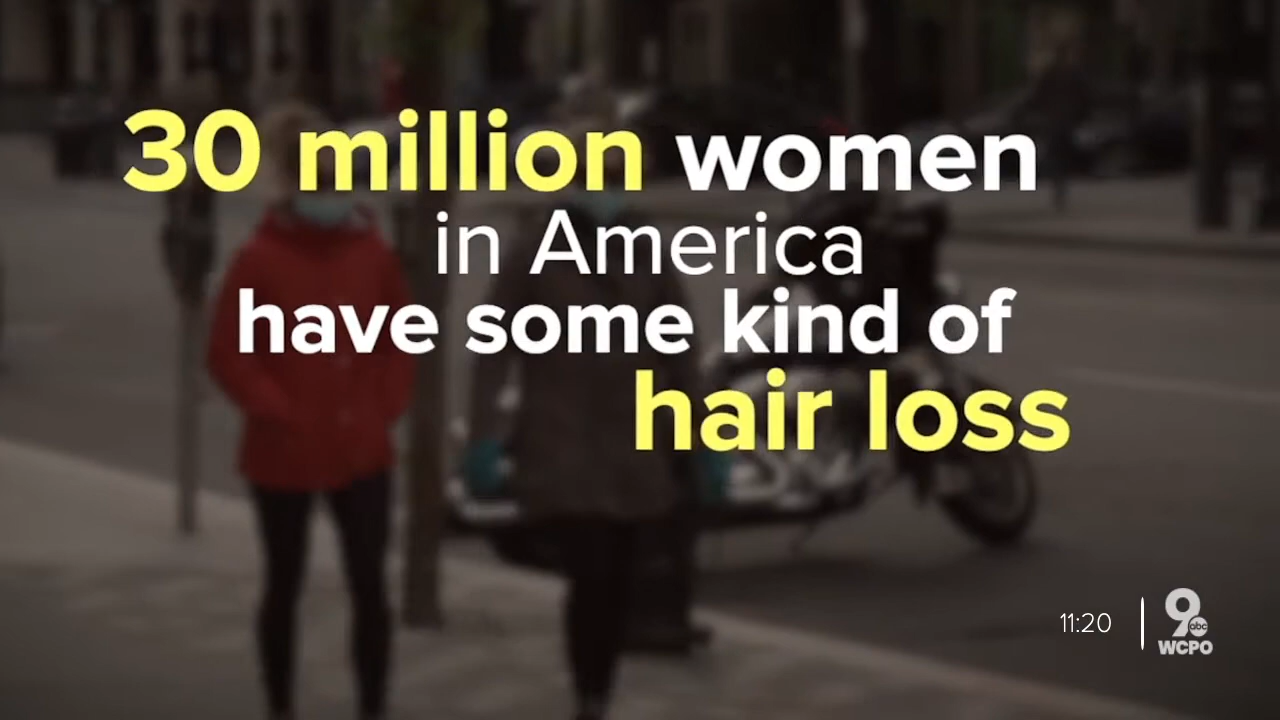 30 million women
in America
have some kind of
hair loss
11:20
9
abc
WCPO